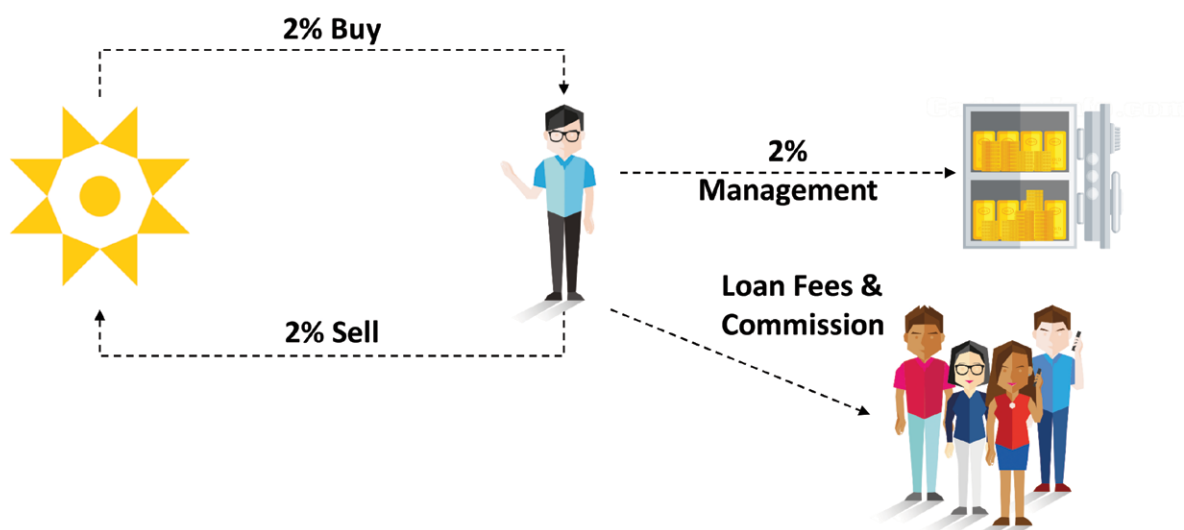 2% Buy
2%
Management
Loan Fees &
Commission
2% Sell